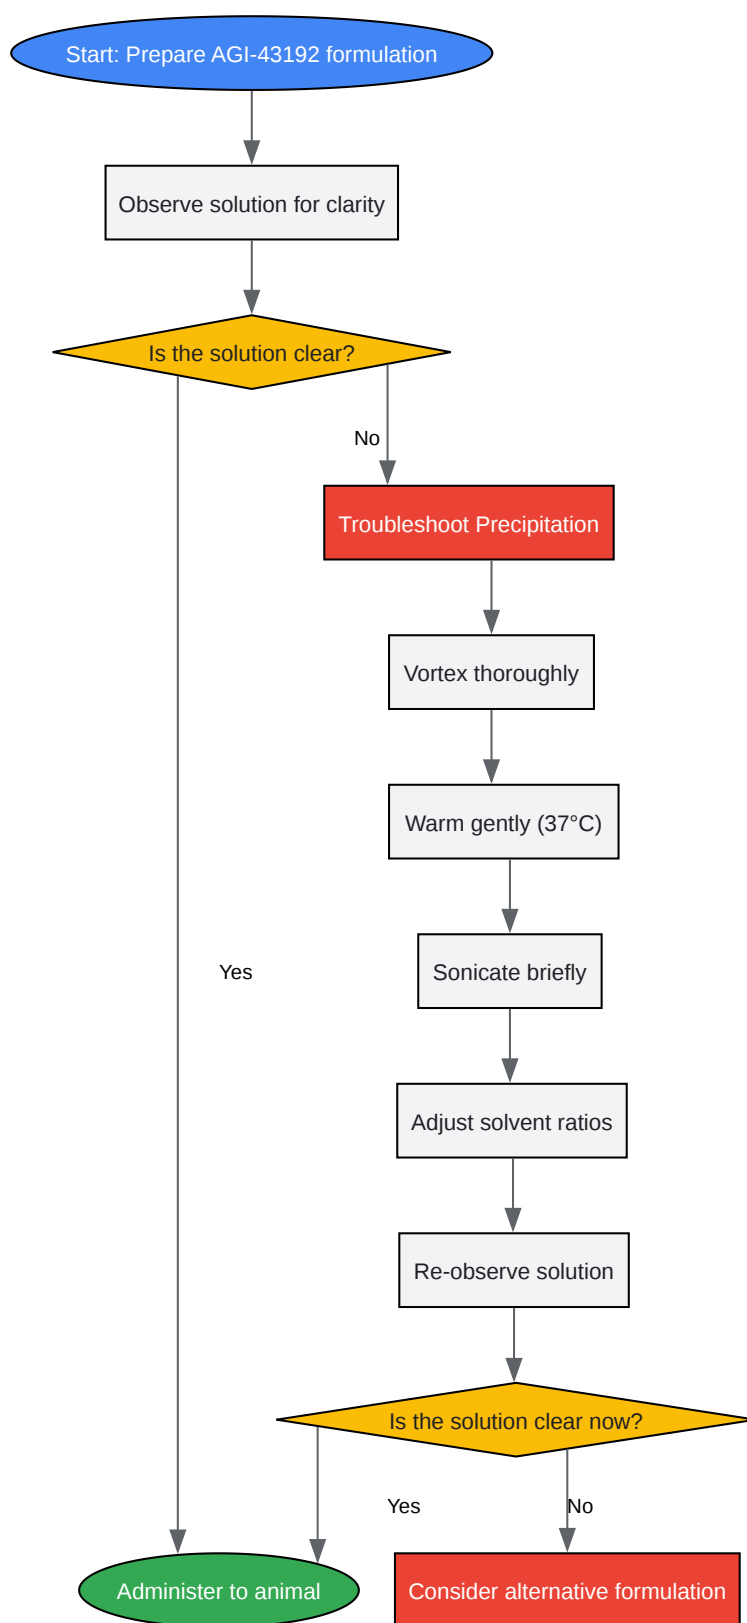 Start: Prepare AGI-43192 formulation
Observe solution for clarity
Is the solution clear?
No
Troubleshoot Precipitation
Vortex thoroughly
Warm gently (37°C)
Yes
Sonicate briefly
Adjust solvent ratios
Re-observe solution
Is the solution clear now?
Yes
No
Administer to animal
Consider alternative formulation